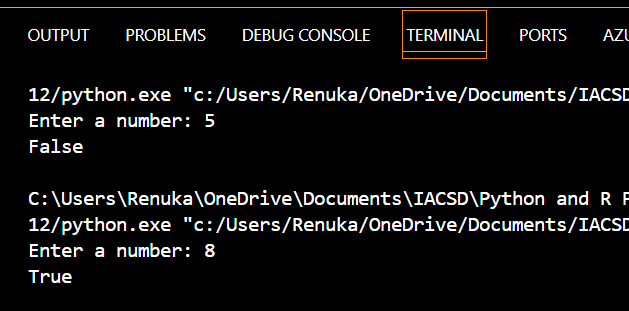 OUTPUT PROBLEMS DEBUG CONSOLE TERMINAL PORTS
12/python.exe "c:/Users/Renuka/OneDrive/Documents/IACSD
Enter a number: 5
False
C:\Users\Renuka\OneDrive\Documents\IACSD\Python and R
12/python.exe "c:/Users/Renuka/OneDrive/Documents/IACSD
Enter a number: 8
True